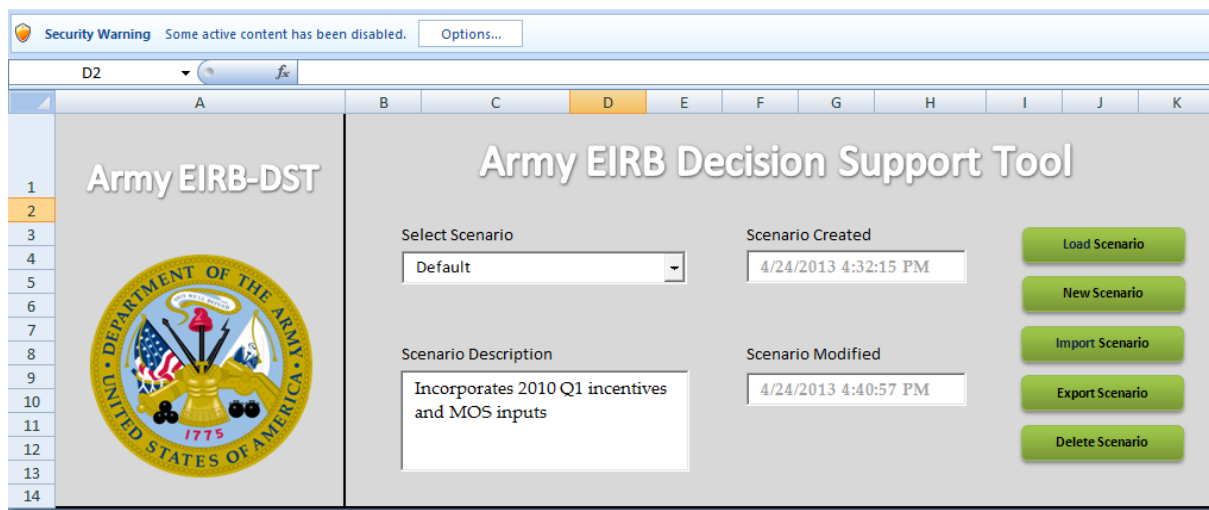 Security Warning Some active content has been disabled. Options...
D2 fx
A B C D E F G H I J K
1 Army EIRB-DST Army EIRB Decision Support Tool
2
3 Select Scenario Scenario Created Load Scenario
4 Default 4/24/2013 4:32:15 PM
5
6 New Scenario
7
8 Scenario Description Scenario Modified Import Scenario
9 Incorporates 2010 Q1 incentives 4/24/2013 4:40:57 PM
10 and MOS inputs Export Scenario
11
12 Delete Scenario
13
14
DEPARTMENT OF THE ARMY
UNITED STATES OF AMERICA
1775